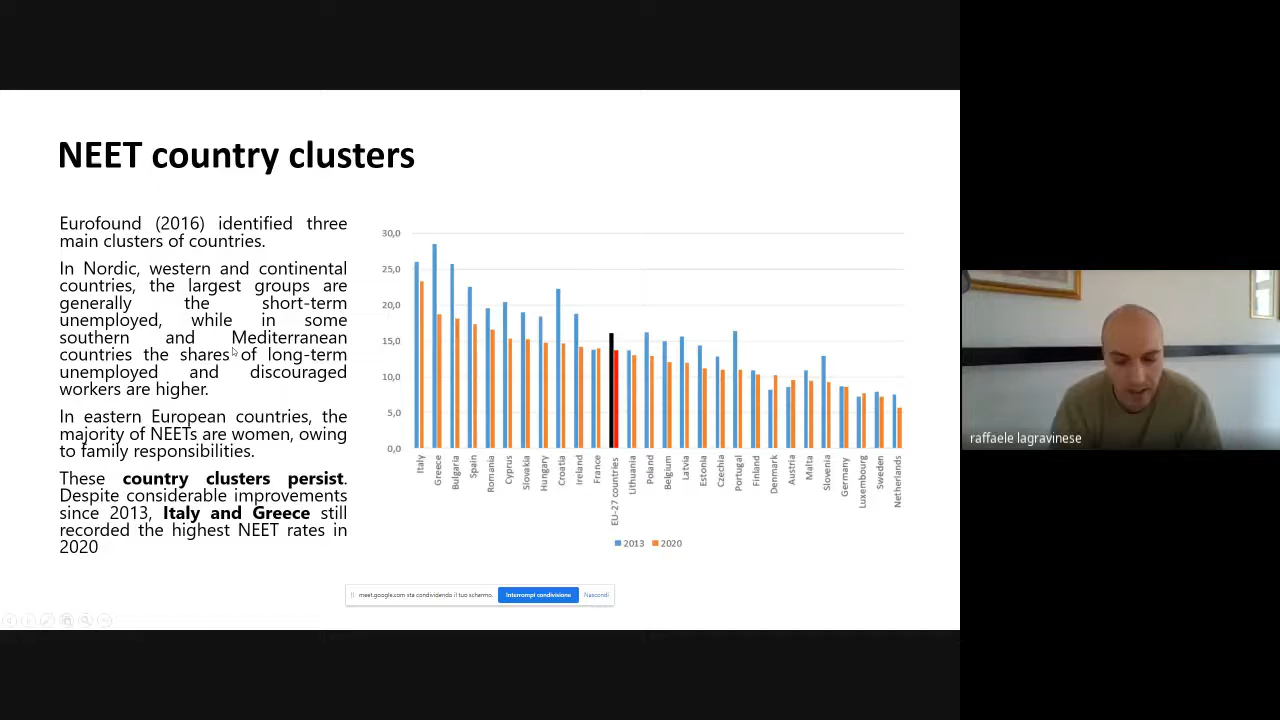 NEET country clusters
Eurofound (2016) identified three
main clusters of countries.
In Nordic, western and continental
countries, the largest groups are
generally the short-term
unemployed, while in some
southern and Mediterranean
countries the shares of long-term
unemployed and discouraged
workers are higher.
In eastern European countries, the
majority of NEETs are women, owing
to family responsibilities.
These country clusters persist.
Despite considerable improvements
since 2013, Italy and Greece still
recorded the highest NEET rates in
2020
30,0
25,0
20,0
15,0
10,0
5,0
0,0
Italy
Greece
Bulgaria
Spain
Romania
Cyprus
Slovakia
Hungary
Croatia
Ireland
France
EU-27 countries
Lithuania
Poland
Belgium
Latvia
Estonia
Czechia
Portugal
Finland
Denmark
Austria
Malta
Slovenia
Germany
Luxembourg
Sweden
Netherlands
2013 2020
meet.google.com sta condividendo il tuo schermo. Interrompi condivisione Nascondi
raffaele lagravinese